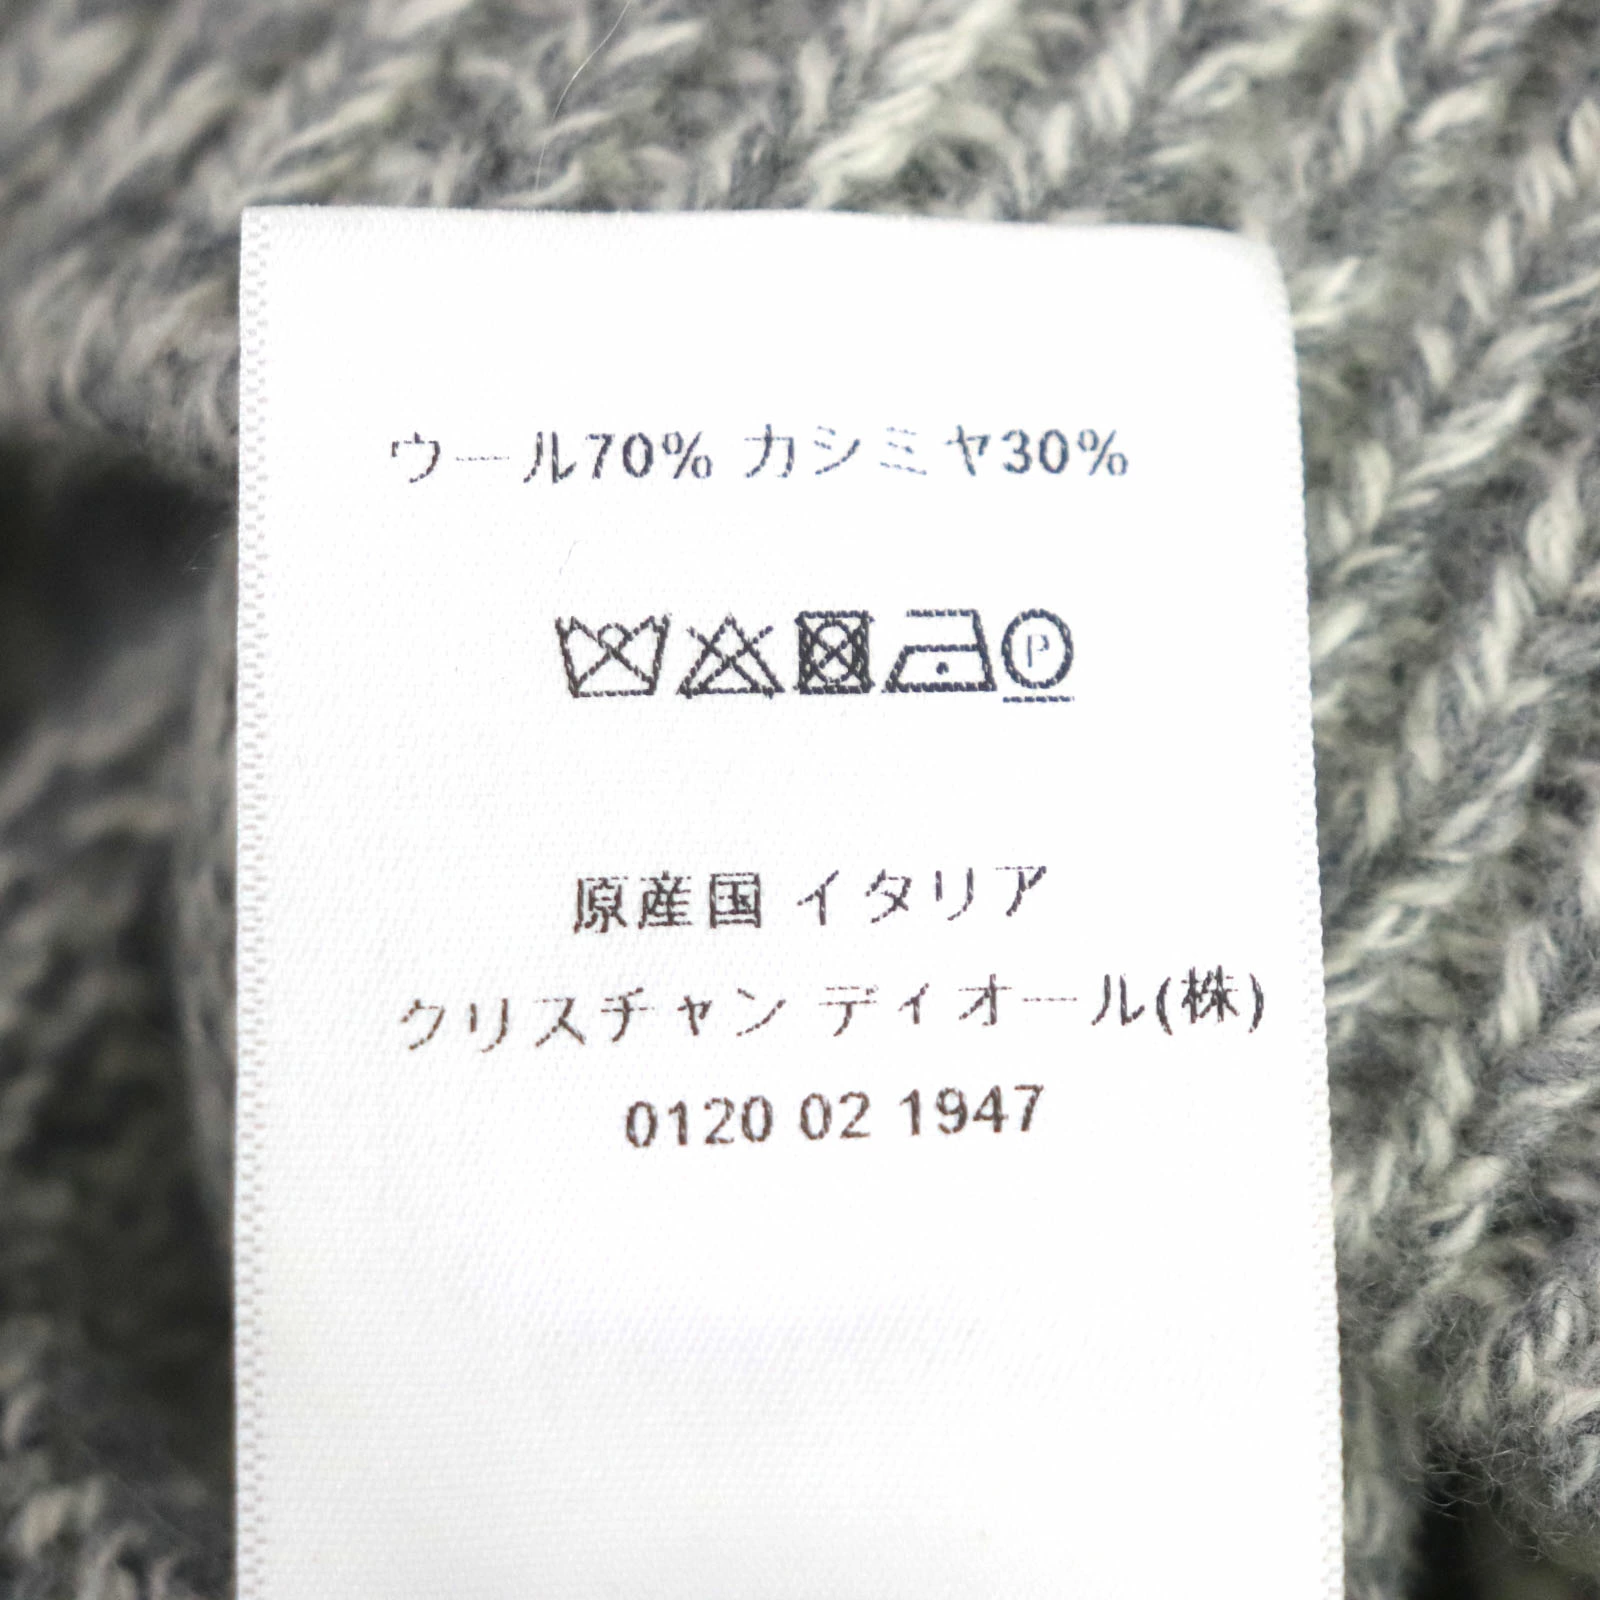 ウール70% カシミヤ30%
P
原産国 イタリア
クリスチャン ディオール(株)
0120 02 1947